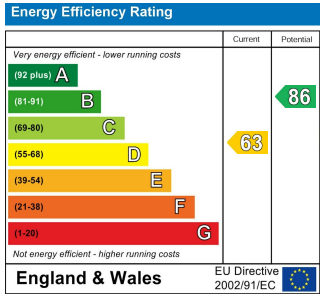 Energy Efficiency Rating
Current Potential
Very energy efficient - lower running costs
(92 plus) A
(81-91) B
86
(69-80) C
63
(55-68) D
(39-54) E
(21-38) F
(1-20) G
Not energy efficient - higher running costs
England & Wales
EU Directive
2002/91/EC